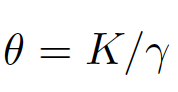 θ = K/γ